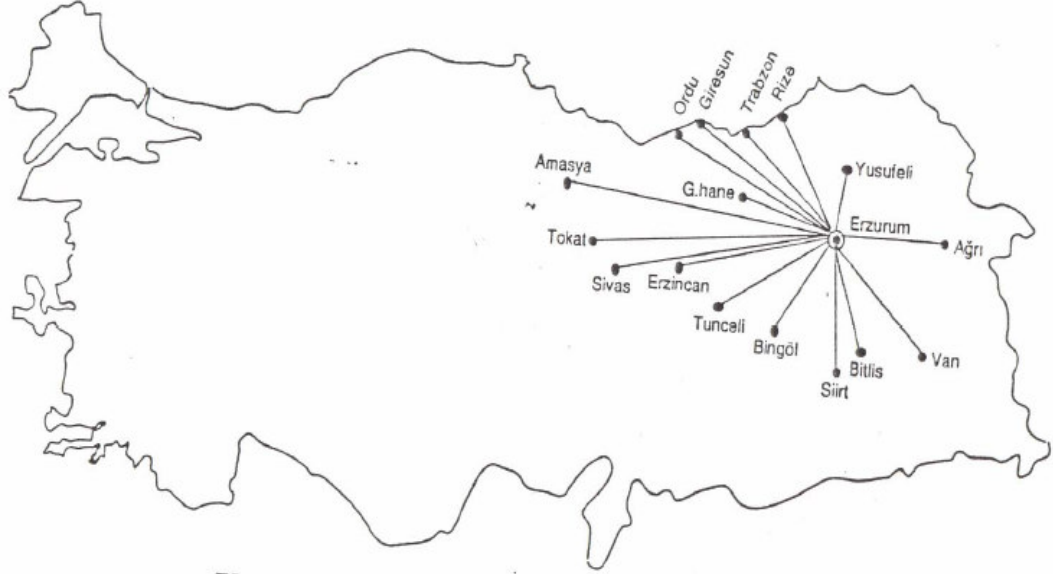 Ordu
Giresun
Trabzon
Rize
Amasya
G.hane
Yusufeli
Erzurum
Tokat
Ağrı
Sivas
Erzincan
Tunceli
Bingöl
Bitlis
Van
Siirt